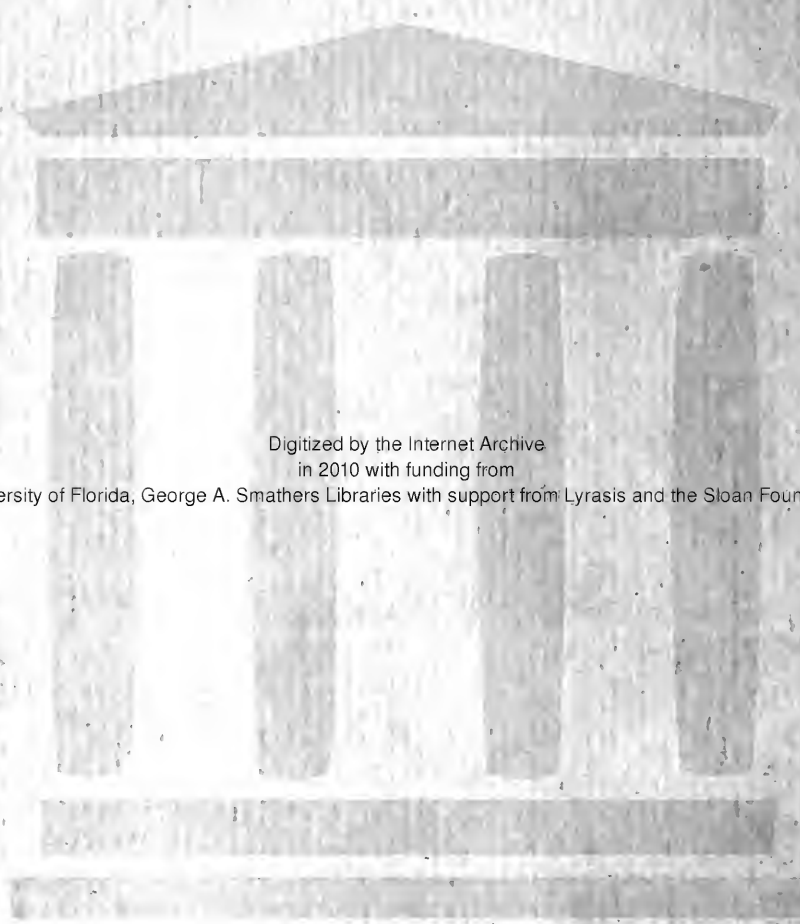 Digitized by the Internet Archive
in 2010 with funding from
ersity of Florida, George A. Smathers Libraries with support from Lyrasis and the Sloan Foun